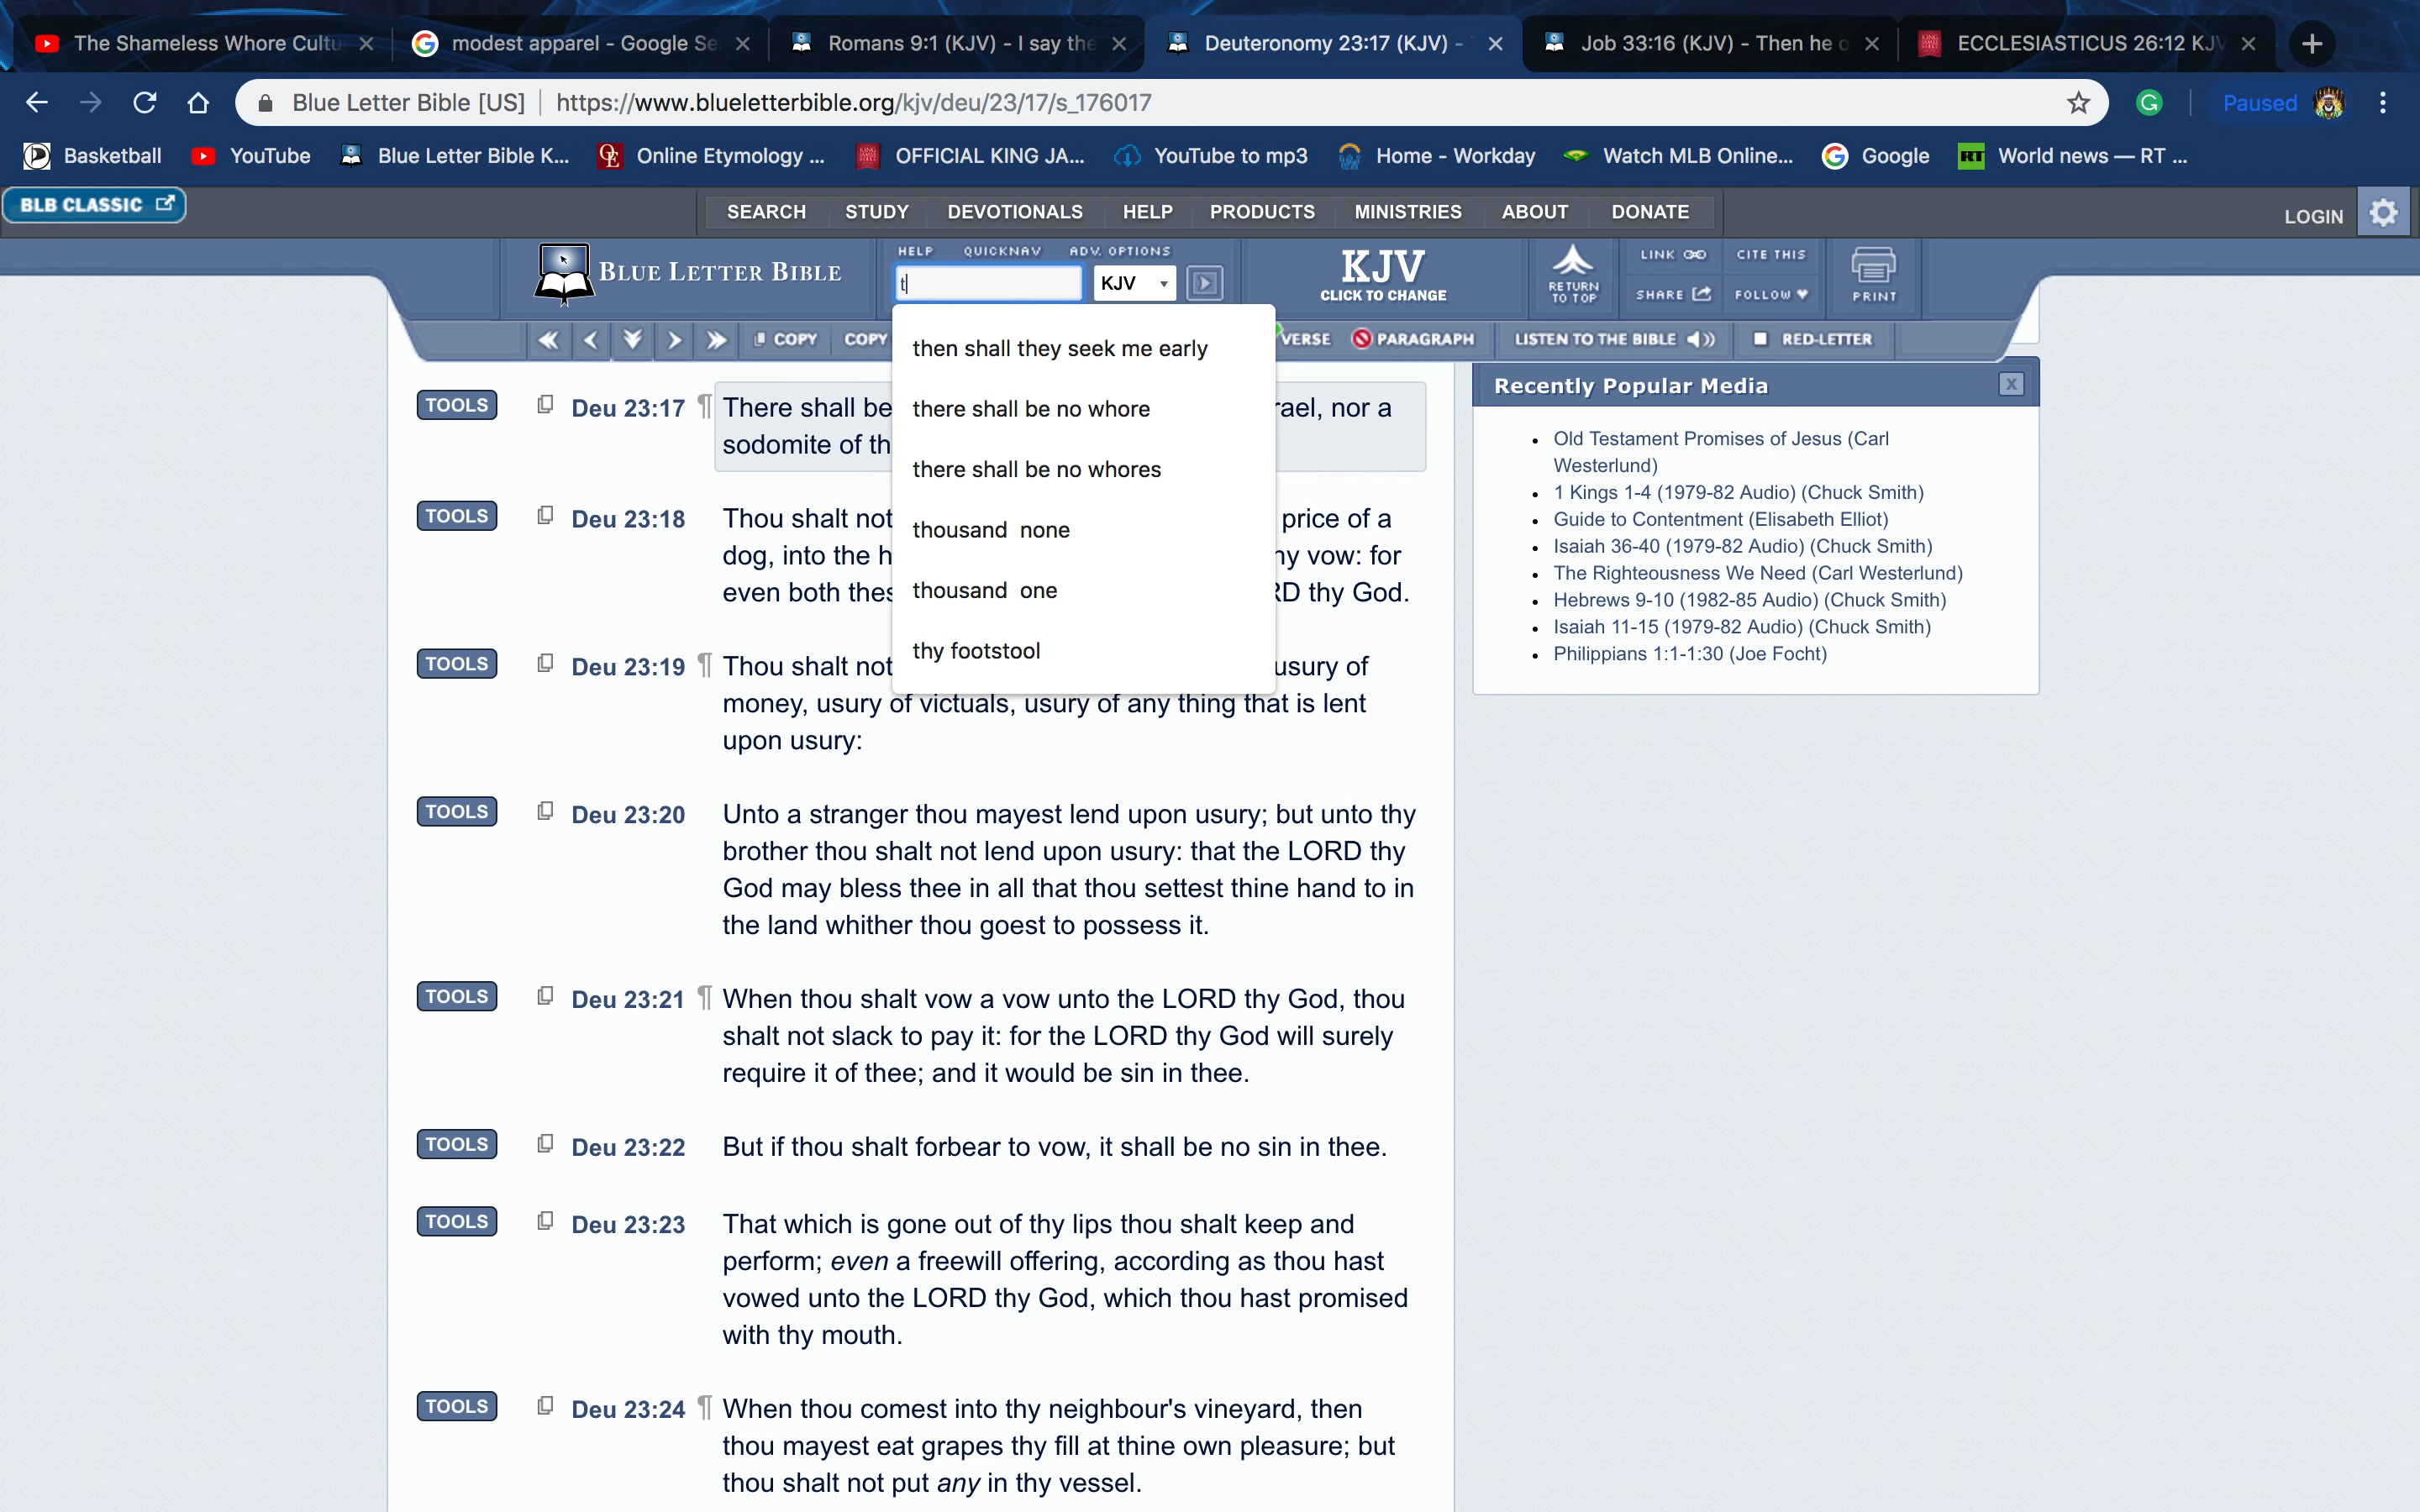 The Shameless Whore Cultu
modest apparel - Google Se
Romans 9:1 (KJV) - I say the
Deuteronomy 23:17 (KJV) -
Job 33:16 (KJV) - Then he o
ECCLESIASTICUS 26:12 KJV
Blue Letter Bible [US] https://www.blueletterbible.org/kjv/deu/23/17/s_176017
Paused
Basketball YouTube Blue Letter Bible K... Online Etymology ... OFFICIAL KING JA... YouTube to mp3 Home - Workday Watch MLB Online... Google World news — RT ...
BLB CLASSIC
SEARCH STUDY DEVOTIONALS HELP PRODUCTS MINISTRIES ABOUT DONATE
LOGIN
BLUE LETTER BIBLE
HELP QUICKNAV ADV. OPTIONS
t
KJV
KJV
CLICK TO CHANGE
RETURN
TO TOP
LINK
CITE THIS
SHARE
FOLLOW
PRINT
COPY
COPY
VERSE
PARAGRAPH
LISTEN TO THE BIBLE
RED-LETTER
then shall they seek me early
there shall be no whore
there shall be no whores
thousand none
thousand one
thy footstool
TOOLS Deu 23:17 ¶ There shall be rael, nor a
sodomite of th
TOOLS Deu 23:18 Thou shalt not price of a
dog, into the h hy vow: for
even both thes RD thy God.
TOOLS Deu 23:19 ¶ Thou shalt not usury of
money, usury of victuals, usury of any thing that is lent
upon usury:
TOOLS Deu 23:20 Unto a stranger thou mayest lend upon usury; but unto thy
brother thou shalt not lend upon usury: that the LORD thy
God may bless thee in all that thou settest thine hand to in
the land whither thou goest to possess it.
TOOLS Deu 23:21 ¶ When thou shalt vow a vow unto the LORD thy God, thou
shalt not slack to pay it: for the LORD thy God will surely
require it of thee; and it would be sin in thee.
TOOLS Deu 23:22 But if thou shalt forbear to vow, it shall be no sin in thee.
TOOLS Deu 23:23 That which is gone out of thy lips thou shalt keep and
perform; even a freewill offering, according as thou hast
vowed unto the LORD thy God, which thou hast promised
with thy mouth.
TOOLS Deu 23:24 ¶ When thou comest into thy neighbour's vineyard, then
thou mayest eat grapes thy fill at thine own pleasure; but
thou shalt not put any in thy vessel.
Recently Popular Media
X
Old Testament Promises of Jesus (Carl
Westerlund)
1 Kings 1-4 (1979-82 Audio) (Chuck Smith)
Guide to Contentment (Elisabeth Elliot)
Isaiah 36-40 (1979-82 Audio) (Chuck Smith)
The Righteousness We Need (Carl Westerlund)
Hebrews 9-10 (1982-85 Audio) (Chuck Smith)
Isaiah 11-15 (1979-82 Audio) (Chuck Smith)
Philippians 1:1-1:30 (Joe Focht)